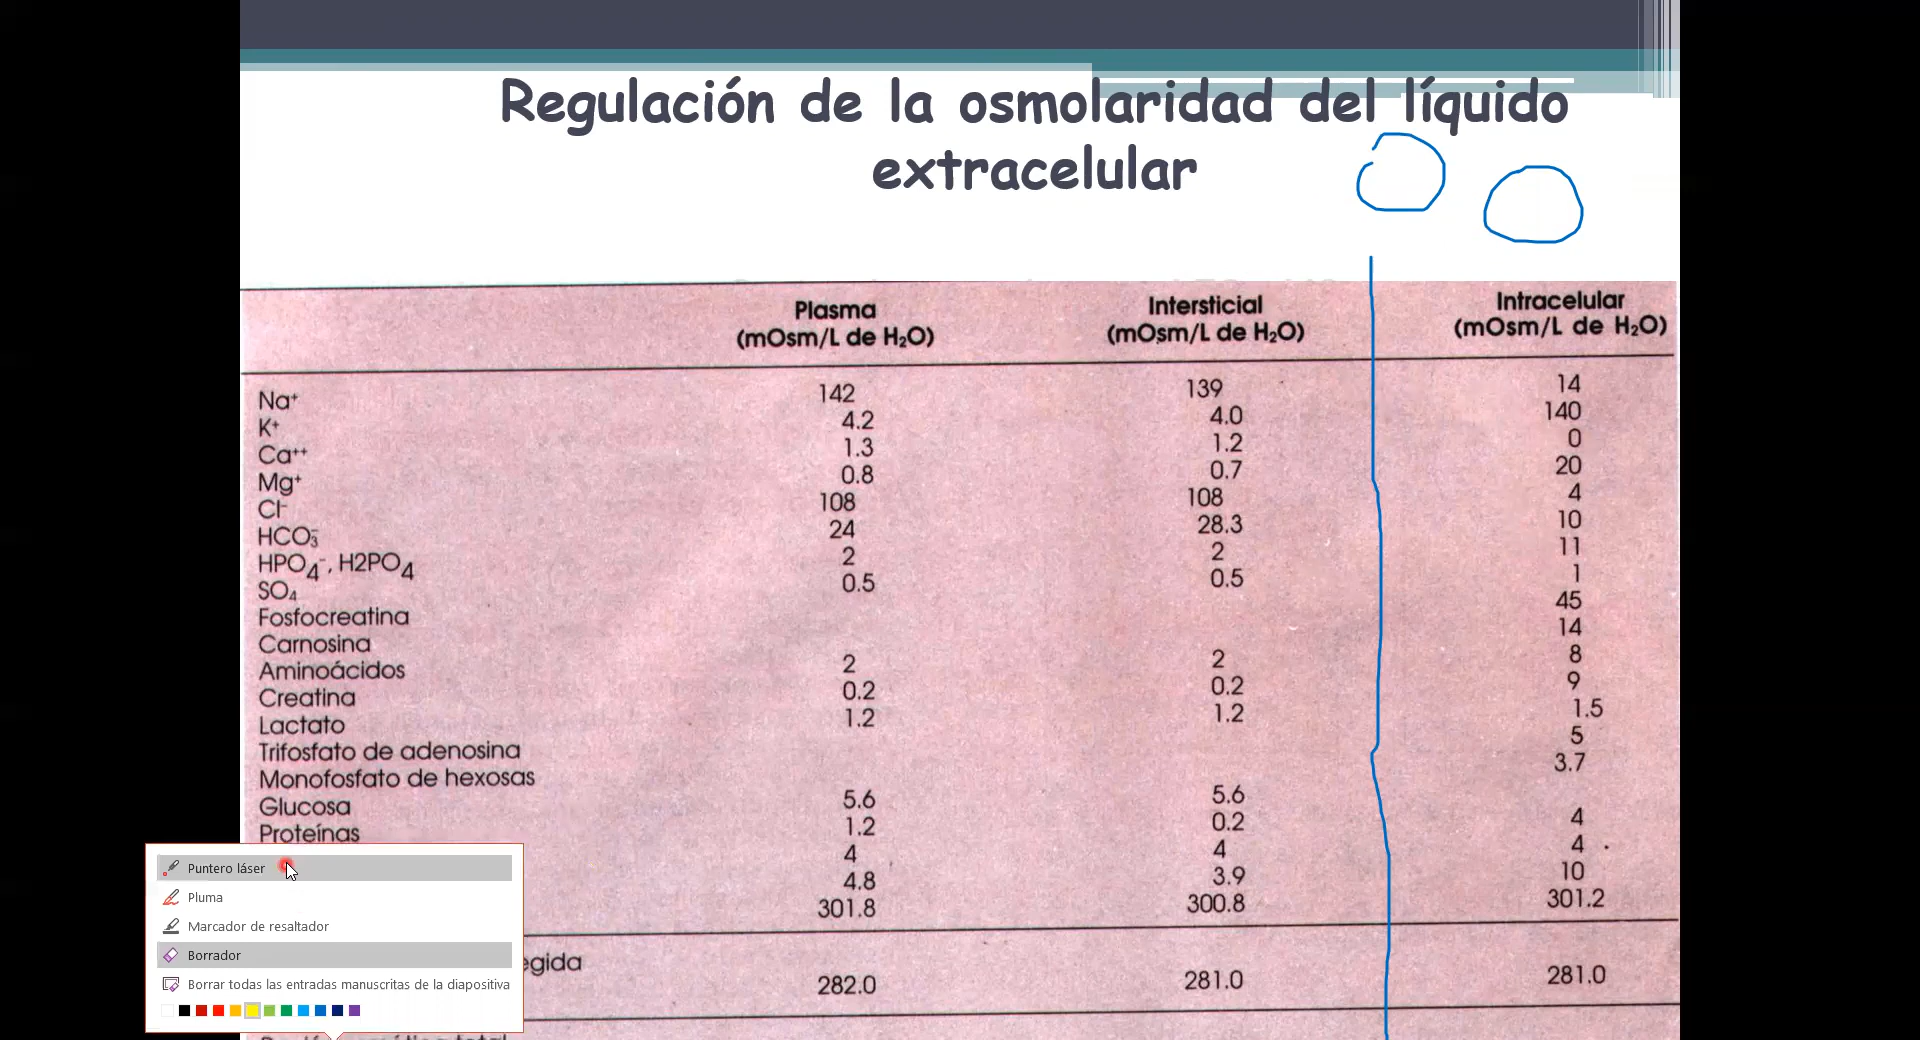 Regulación de la osmolaridad del líquido
extracelular
Plasma Intersticial Intracelular
(mOsm/L de H₂O) (mOsm/L de H₂O) (mOsm/L de H₂O)
Na⁺ 142 139 14
K⁺ 4.2 4.0 140
Ca⁺⁺ 1.3 1.2 0
Mg⁺ 0.8 0.7 20
Cl⁻ 108 108 4
HCO₃⁻ 24 28.3 10
HPO₄⁻, H2PO₄ 2 2 11
SO₄ 0.5 0.5 1
Fosfocreatina 45
Carnosina 14
Aminoácidos 2 2 8
Creatina 0.2 0.2 9
Lactato 1.2 1.2 1.5
Trifosfato de adenosina 5
Monofosfato de hexosas 3.7
Glucosa 5.6 5.6
Proteínas 1.2 0.2 4
4 4 4
4.8 3.9 10
301.8 300.8 301.2
egida
282.0 281.0 281.0
Puntero láser
Pluma
Marcador de resaltador
Borrador
Borrar todas las entradas manuscritas de la diapositiva